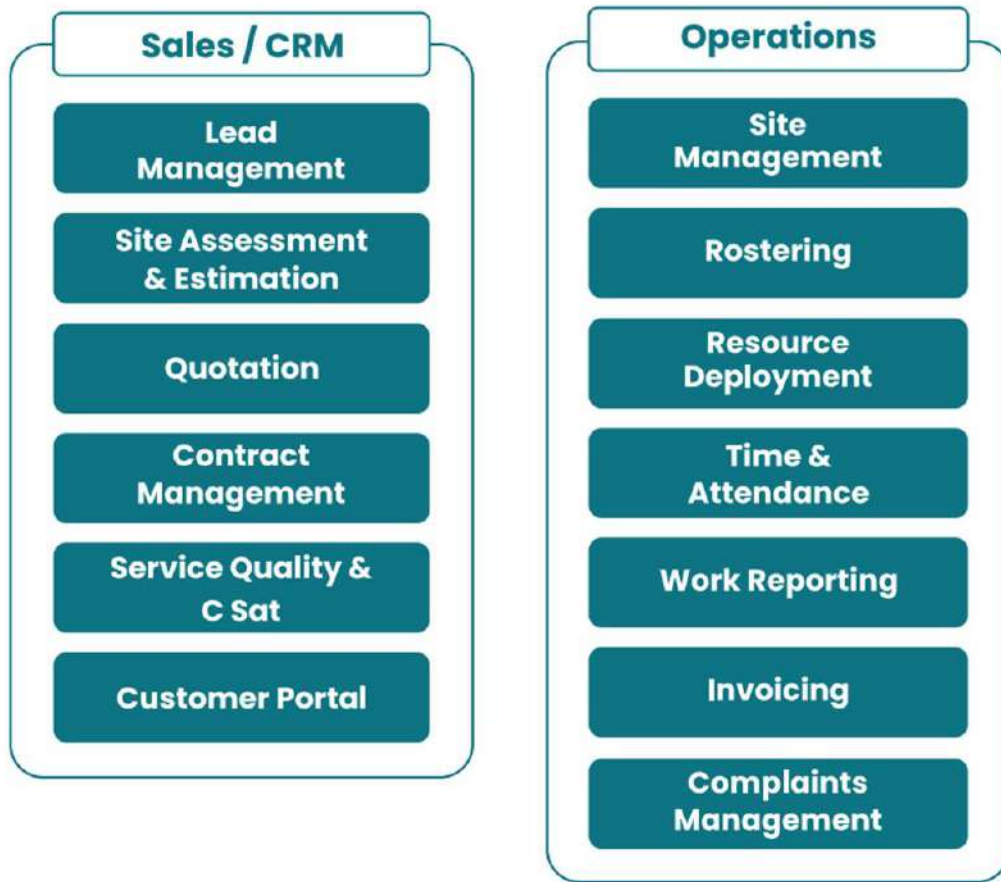 Sales / CRM
Lead
Management
Site Assessment
& Estimation
Quotation
Contract
Management
Service Quality &
C Sat
Customer Portal
Operations
Site
Management
Rostering
Resource
Deployment
Time &
Attendance
Work Reporting
Invoicing
Complaints
Management